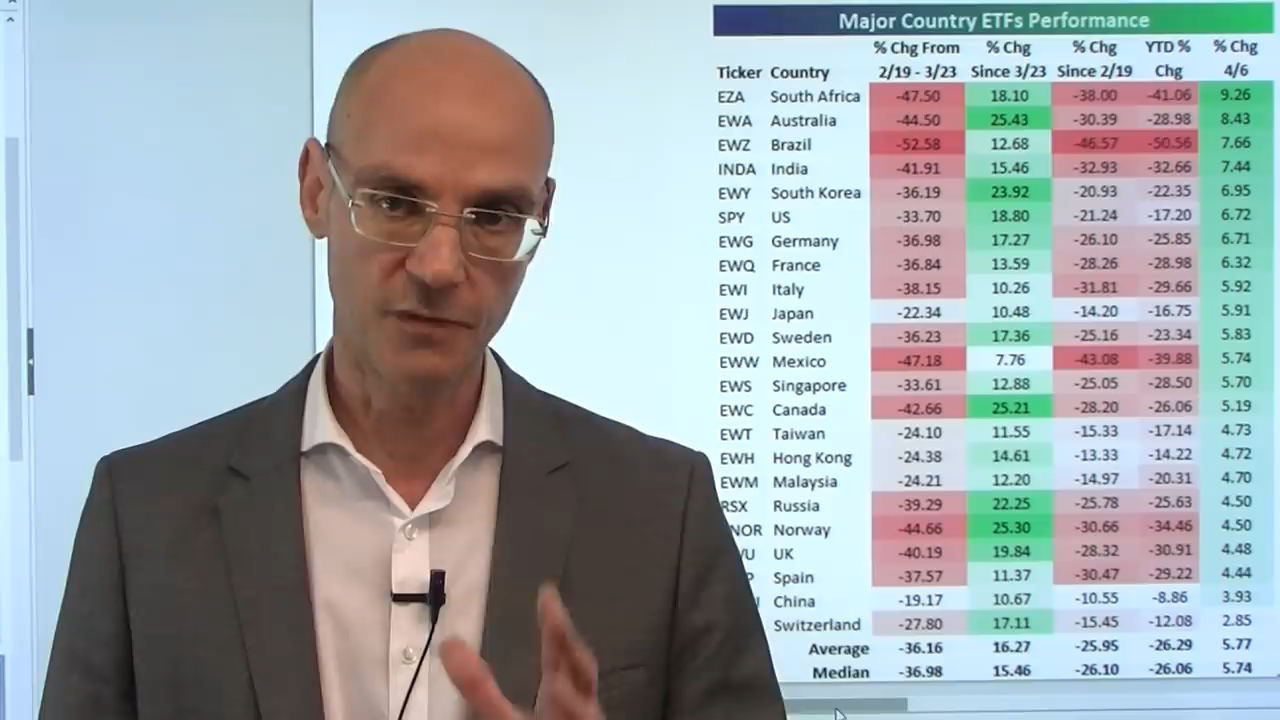 Major Country ETFs Performance
% Chg From % Chg % Chg YTD % % Chg
Ticker Country 2/19 - 3/23 Since 3/23 Since 2/19 Chg 4/6
EZA South Africa -47.50 18.10 -38.00 -41.06 9.26
EWA Australia -44.50 25.43 -30.39 -28.98 8.43
EWZ Brazil -52.58 12.68 -46.57 -50.56 7.66
INDA India -41.91 15.46 -32.93 -32.66 7.44
EWY South Korea -36.19 23.92 -20.93 -22.35 6.95
SPY US -33.70 18.80 -21.24 -17.20 6.72
EWG Germany -36.98 17.27 -26.10 -25.85 6.71
EWQ France -36.84 13.59 -28.26 -28.98 6.32
EWI Italy -38.15 10.26 -31.81 -29.66 5.92
EWJ Japan -22.34 10.48 -14.20 -16.75 5.91
EWD Sweden -36.23 17.36 -25.16 -23.34 5.83
EWW Mexico -47.18 7.76 -43.08 -39.88 5.74
EWS Singapore -33.61 12.88 -25.05 -28.50 5.70
EWC Canada -42.66 25.21 -28.20 -26.06 5.19
EWT Taiwan -24.10 11.55 -15.33 -17.14 4.73
EWH Hong Kong -24.38 14.61 -13.33 -14.22 4.72
EWM Malaysia -24.21 12.20 -14.97 -20.31 4.70
RSX Russia -39.29 22.25 -25.78 -25.63 4.50
NOR Norway -44.66 25.30 -30.66 -34.46 4.50
UK -40.19 19.84 -28.32 -30.91 4.48
Spain -37.57 11.37 -30.47 -29.22 4.44
China -19.17 10.67 -10.55 -8.86 3.93
Switzerland -27.80 17.11 -15.45 -12.08 2.85
Average -36.16 16.27 -25.95 -26.29 5.77
Median -36.98 15.46 -26.10 -26.06 5.74